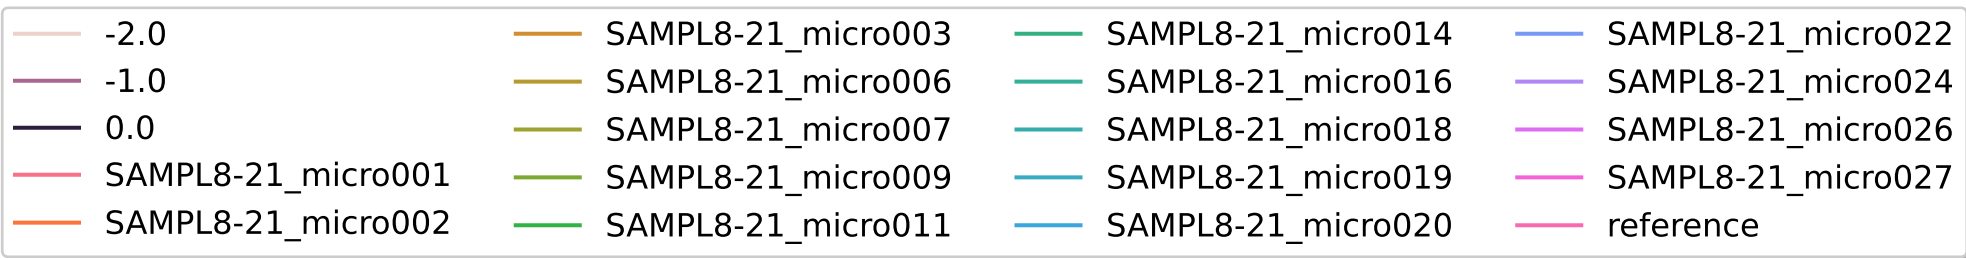 -2.0
-1.0
0.0
SAMPL8-21_micro001
SAMPL8-21_micro002
SAMPL8-21_micro003
SAMPL8-21_micro006
SAMPL8-21_micro007
SAMPL8-21_micro009
SAMPL8-21_micro011
SAMPL8-21_micro014
SAMPL8-21_micro016
SAMPL8-21_micro018
SAMPL8-21_micro019
SAMPL8-21_micro020
SAMPL8-21_micro022
SAMPL8-21_micro024
SAMPL8-21_micro026
SAMPL8-21_micro027
reference